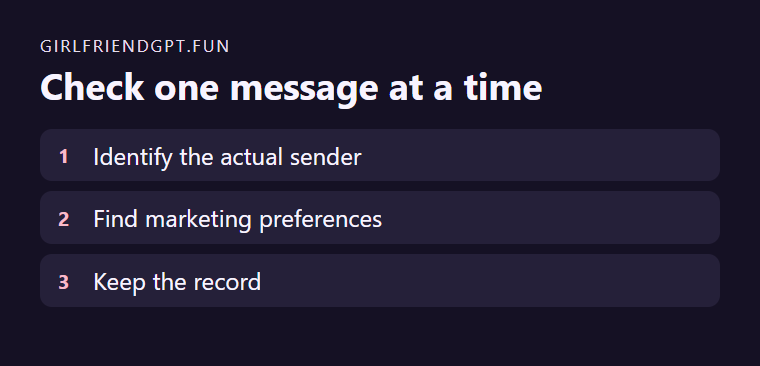 GIRLFRIENDGPT.FUN
Check one message at a time
1 Identify the actual sender
2 Find marketing preferences
3 Keep the record